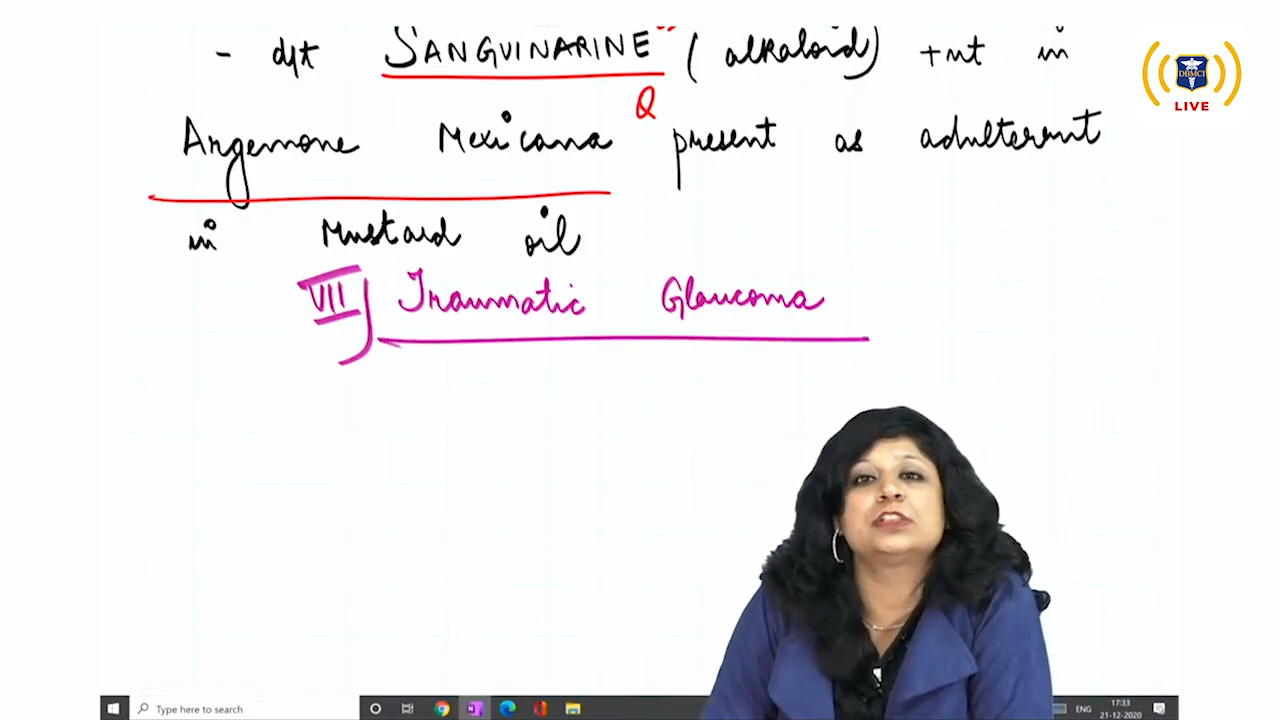 - d/t SANGUINARINE" (alkaloid) +nt in
Q
Argemone Mexicana present as adulterant
in Mustard oil
VII) Traumatic Glaucoma
DBMCI
LIVE
Type here to search
ENG
17:33
21-12-2020